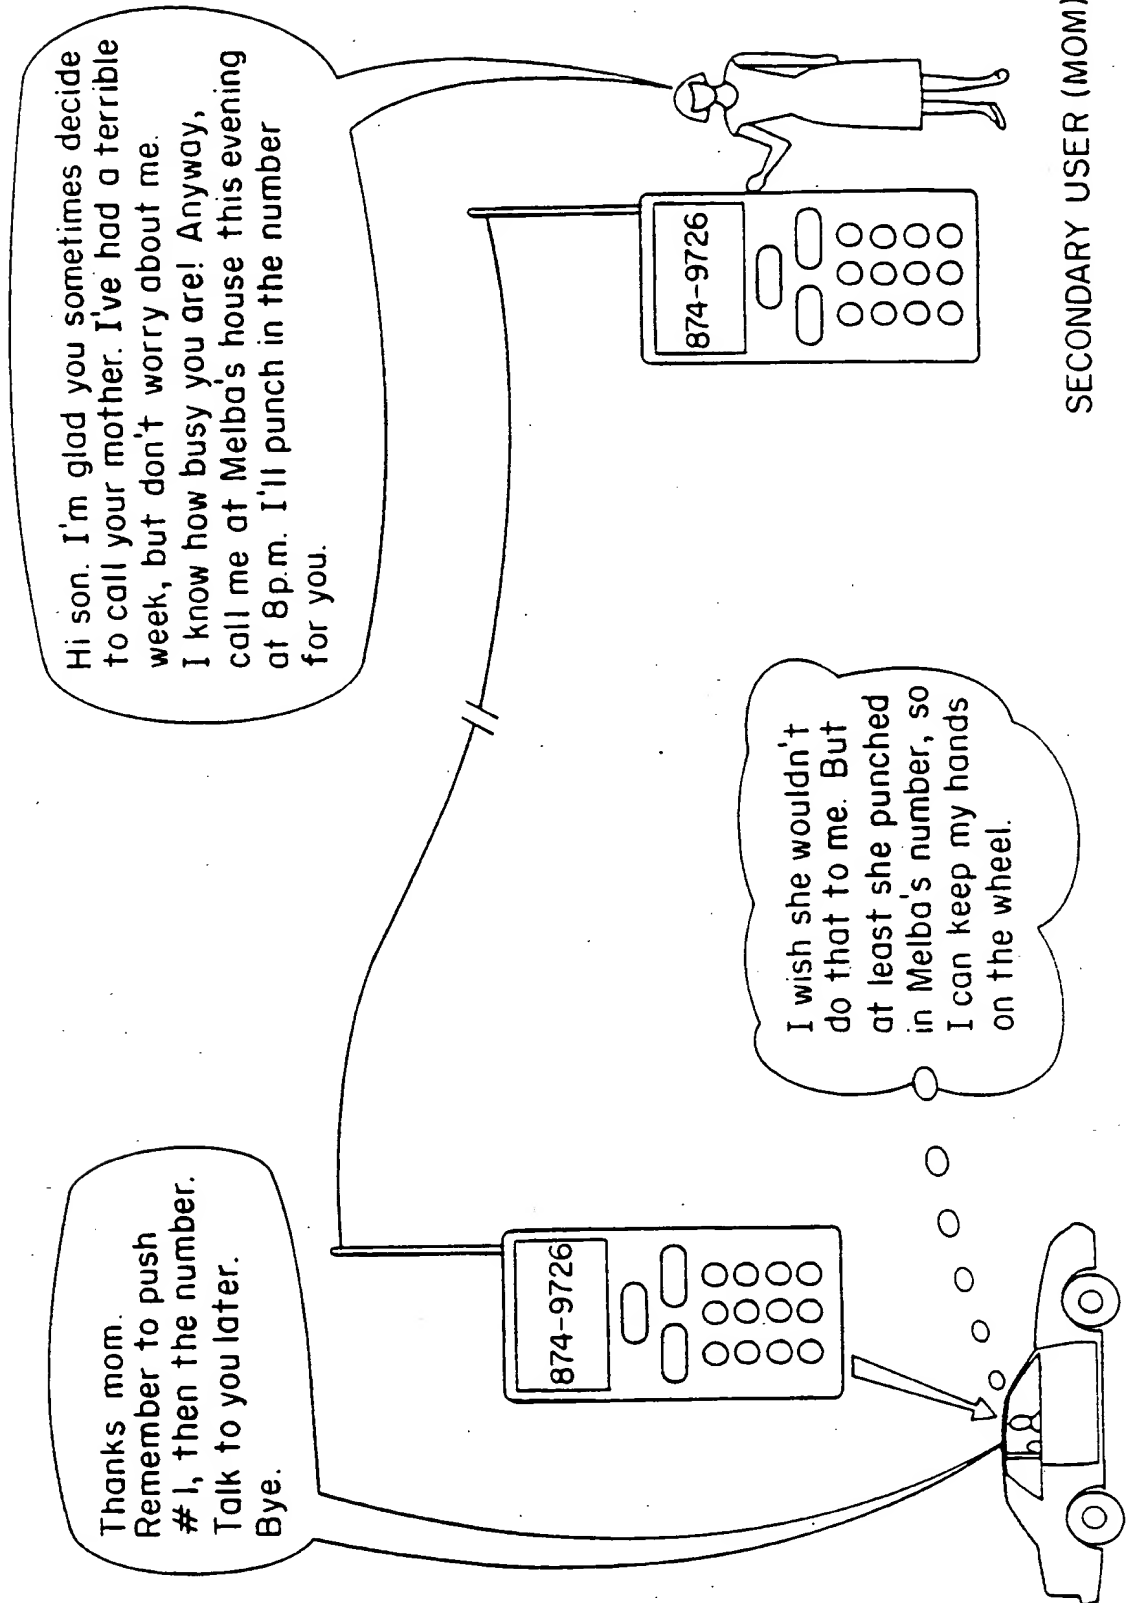 Thanks mom.
Remember to push
#1, then the number.
Talk to you later.
Bye.
Hi son. I'm glad you sometimes decide
to call your mother. I've had a terrible
week, but don't worry about me.
I know how busy you are! Anyway,
call me at Melba's house this evening
at 8p.m. I'll punch in the number
for you.
874-9726
874-9726
I wish she wouldn't
do that to me. But
at least she punched
in Melba's number, so
I can keep my hands
on the wheel.
SECONDARY USER (MOM)